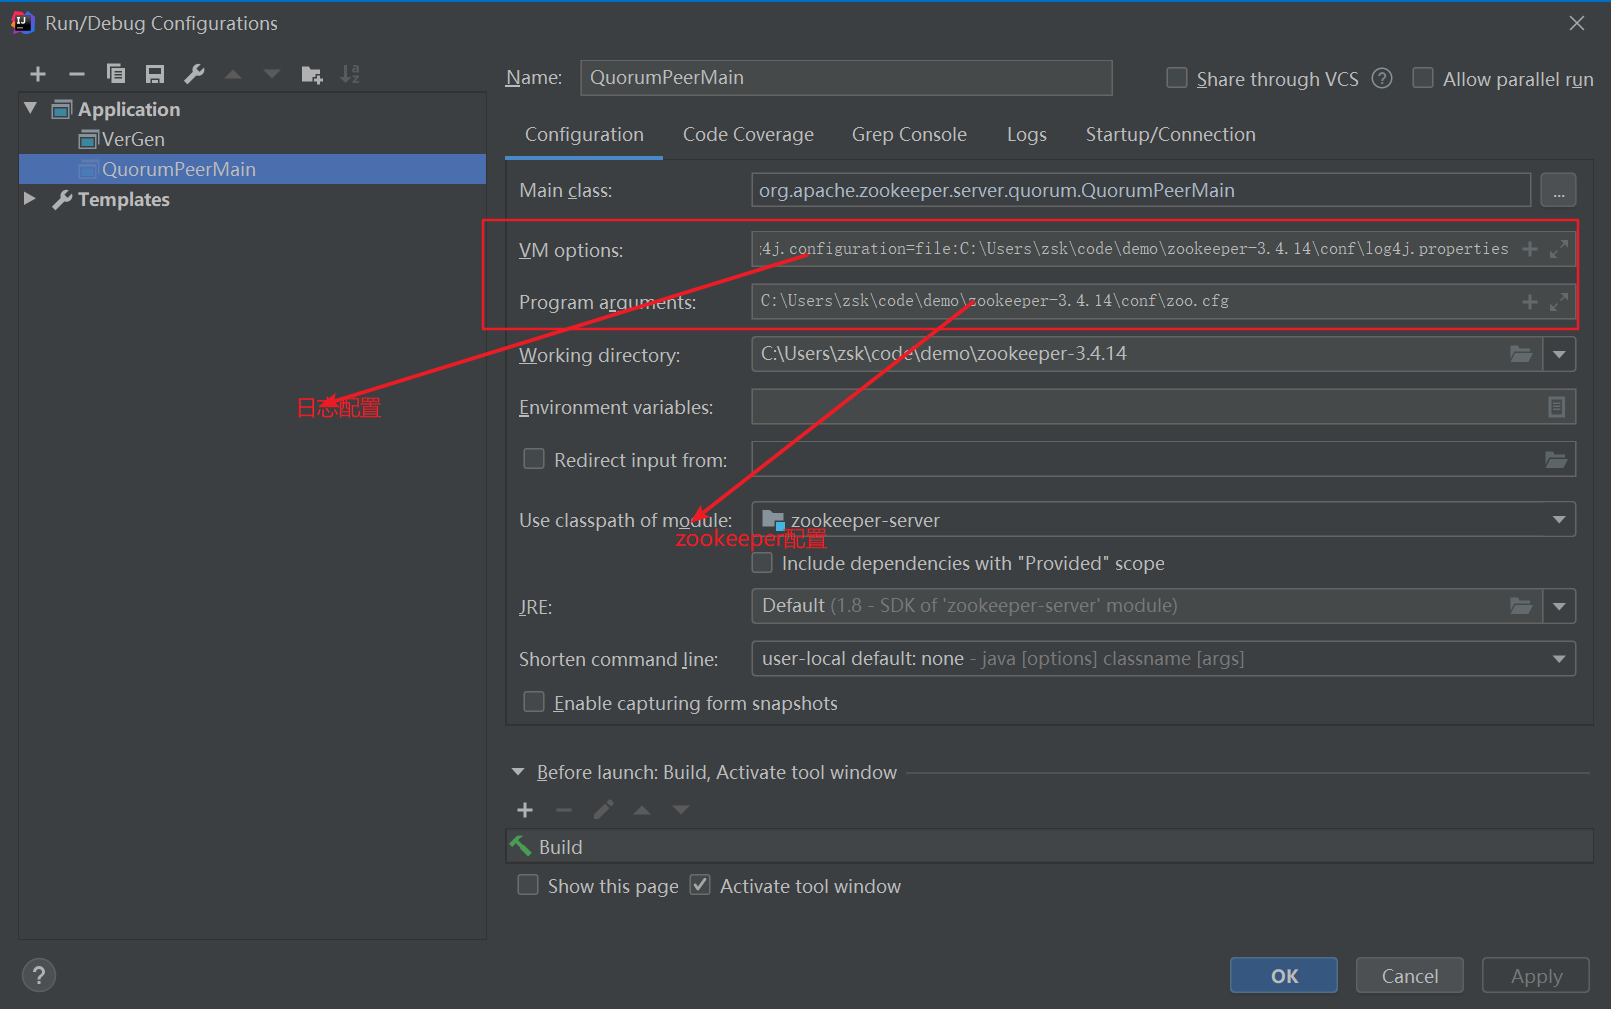 Run/Debug Configurations
Name: QuorumPeerMain
Share through VCS ?
Allow parallel run
Application
VerGen
QuorumPeerMain
Templates
Configuration Code Coverage Grep Console Logs Startup/Connection
Main class: org.apache.zookeeper.server.quorum.QuorumPeerMain ...
VM options: g4j.configuration=file:C:\Users\zsk\code\demo\zookeeper-3.4.14\conf\log4j.properties
Program arguments: C:\Users\zsk\code\demo\zookeeper-3.4.14\conf\zoo.cfg
Working directory: C:\Users\zsk\code\demo\zookeeper-3.4.14
日志配置
Environment variables:
Redirect input from:
Use classpath of module: zookeeper-server
zookeeper配置
Include dependencies with "Provided" scope
JRE: Default (1.8 - SDK of 'zookeeper-server' module)
Shorten command line: user-local default: none - java [options] classname [args]
Enable capturing form snapshots
Before launch: Build, Activate tool window
Build
Show this page Activate tool window
? OK Cancel Apply